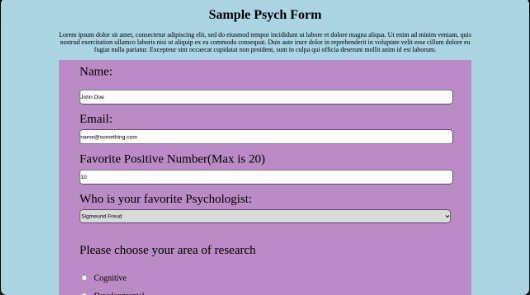 Sample Psych Form
Lorem ipsum dolor sit amet, consectetur adipiscing elit, sed do eiusmod tempor incididunt ut labore et dolore magna aliqua. Ut enim ad minim veniam, quis
nostrud exercitation ullamco laboris nisi ut aliquip ex ea commodo consequat. Duis aute irure dolor in reprehenderit in voluptate velit esse cillum dolore eu
fugiat nulla pariatur. Excepteur sint occaecat cupidatat non proident, sunt in culpa qui officia deserunt mollit anim id est laborum.
Name:
John Doe
Email:
name@something.com
Favorite Positive Number(Max is 20)
Who is your favorite Psychologist:
Sigmeund Freud
Please choose your area of research
Cognitive
Developmental